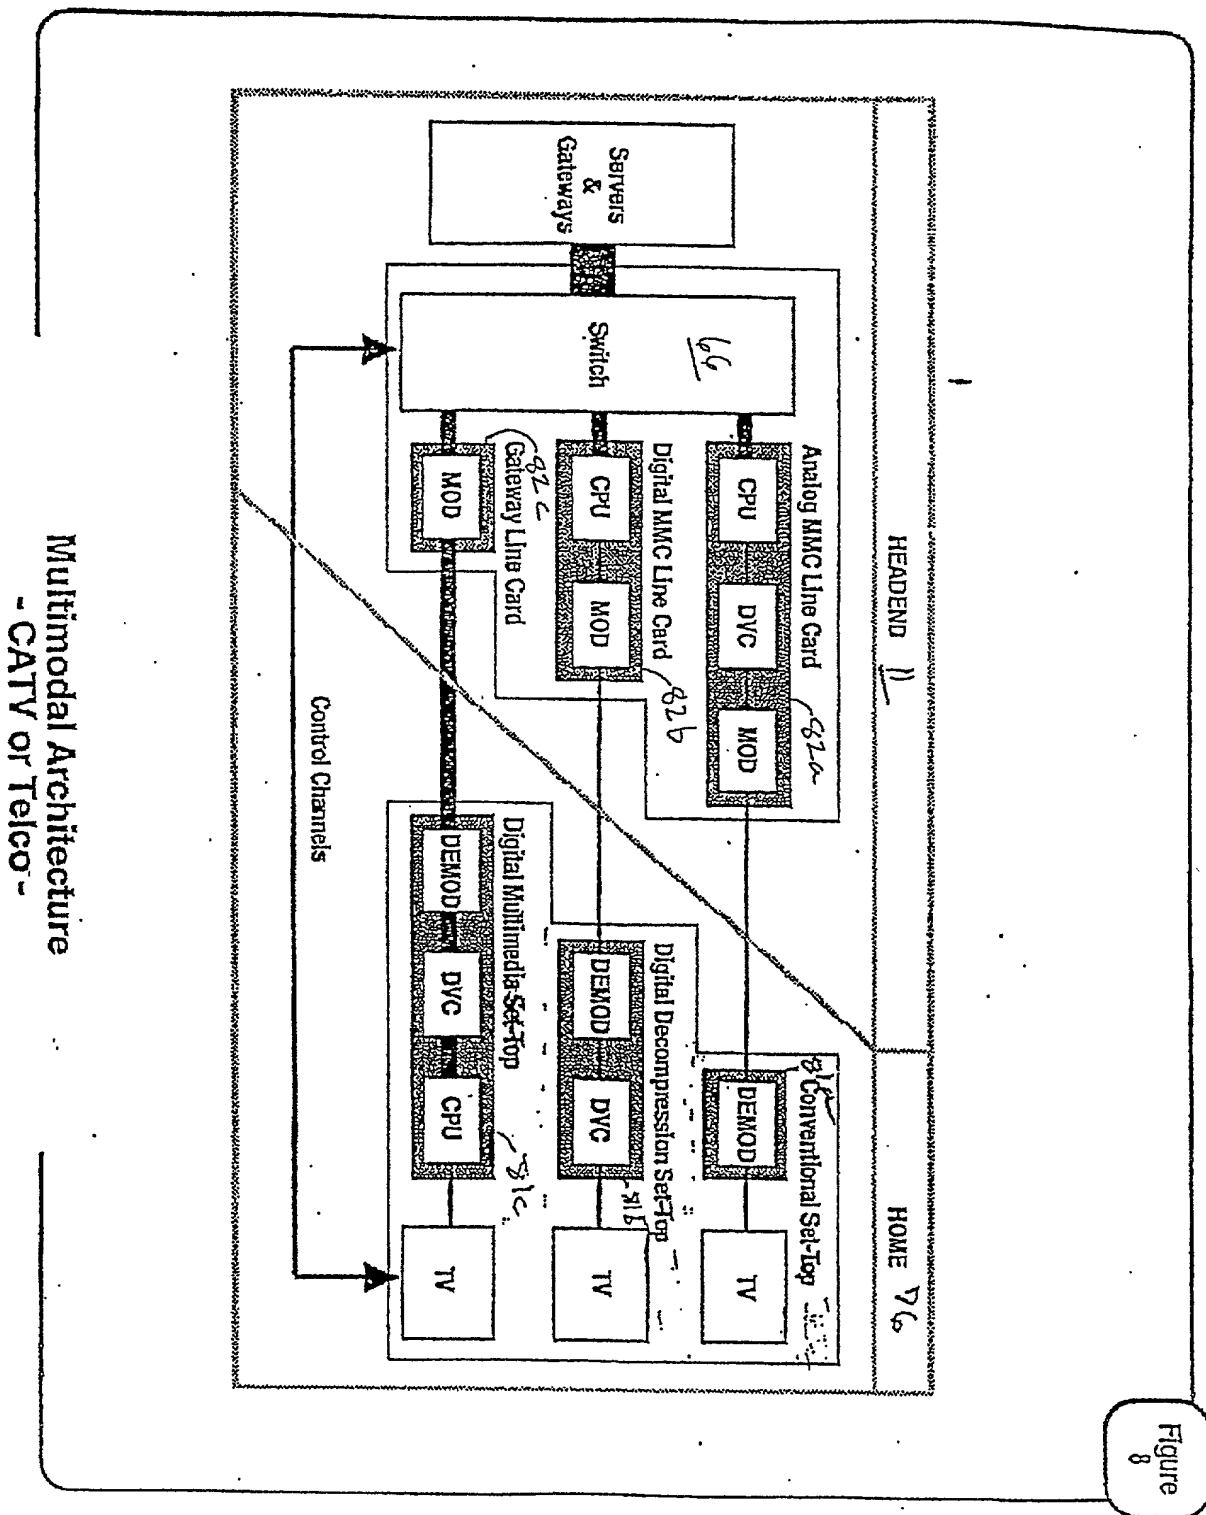 Figure
8
HEADEND 11
HOME 76
Servers
&
Gateways
Switch
66
Analog MMC Line Card
82a
CPU
DVC
MOD
81a
Conventional Set-Top
DEMOD
TV
Digital MMC Line Card
82b
CPU
MOD
Digital Decompression Set-Top
81b
DEMOD
DVC
TV
82c
Gateway Line Card
MOD
Digital Multimedia Set-Top
81c
DEMOD
DVC
CPU
TV
Control Channels
Multimodal Architecture
- CATV or Telco -